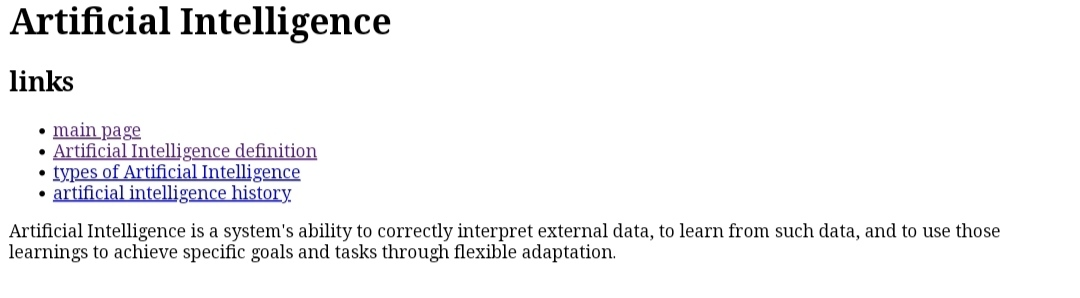 Artificial Intelligence
links
main page
Artificial Intelligence definition
types of Artificial Intelligence
artificial intelligence history
Artificial Intelligence is a system's ability to correctly interpret external data, to learn from such data, and to use those
learnings to achieve specific goals and tasks through flexible adaptation.